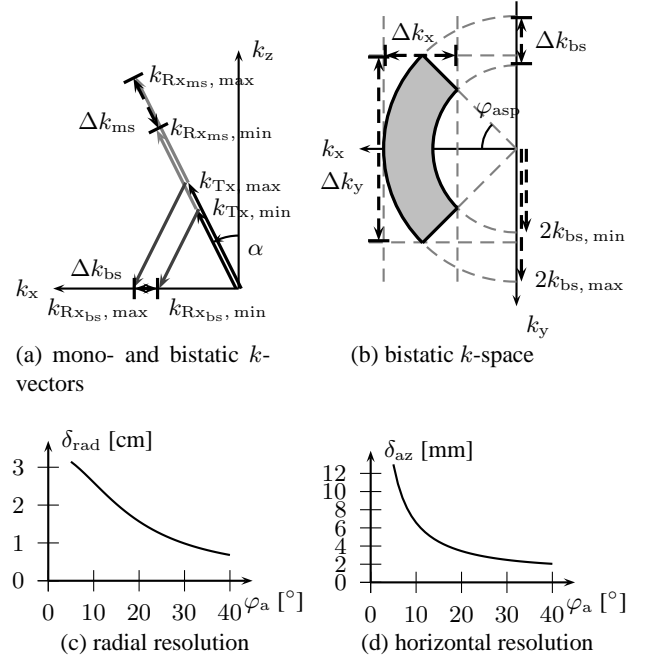 k_z
k_Rx_ms, max
Δk_ms
k_Rx_ms, min
k_Tx, max
k_Tx, min
α
Δk_bs
k_x
k_Rx_bs, max
k_Rx_bs, min
(a) mono- and bistatic k-
vectors
Δk_x
Δk_bs
φ_asp
k_x
Δk_y
2k_bs, min
2k_bs, max
k_y
(b) bistatic k-space
δ_rad [cm]
3
2
1
0
0 10 20 30 40 φ_a [°]
(c) radial resolution
δ_az [mm]
12
10
8
6
4
2
0
0 10 20 30 40 φ_a [°]
(d) horizontal resolution